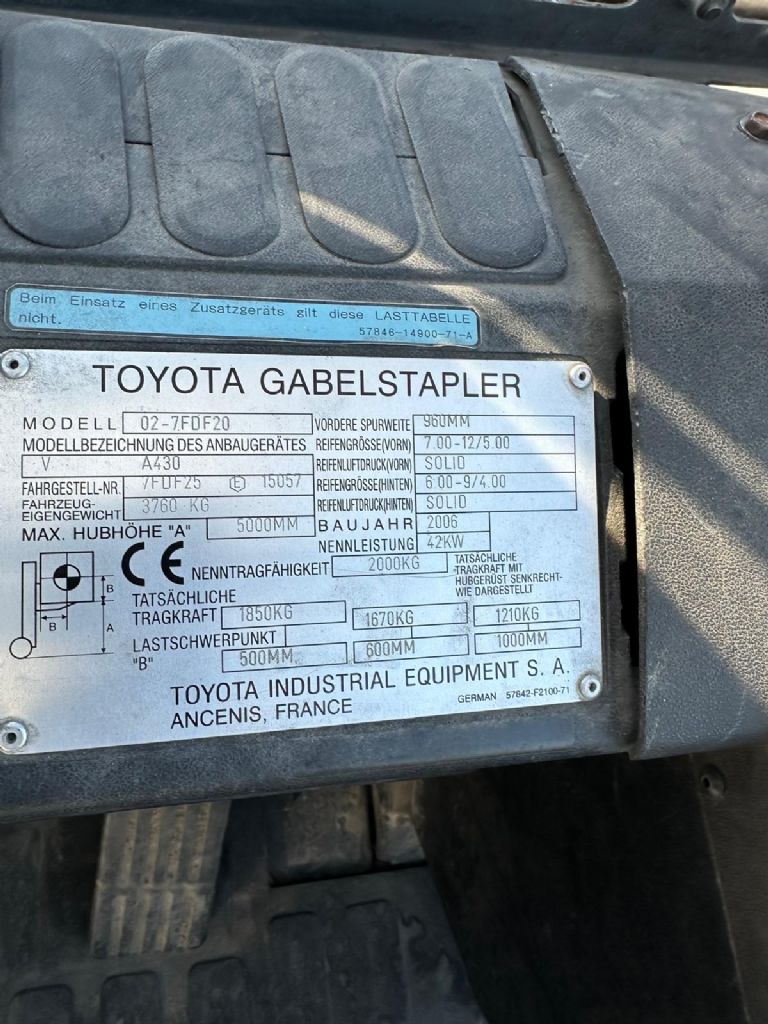 Beim Einsatz eines Zusatzgeräts gilt diese LASTTABELLE
nicht. 57846-14900-71-A
TOYOTA GABELSTAPLER
MODELL 02-7FDF20 VORDERE SPURWEITE 960MM
MODELLBEZEICHNUNG DES ANBAUGERÄTES REIFENGRÖSSE(VORN) 7.00-12/5.00
V A430 REIFENLUFTDRUCK(VORN) SOLID
FAHRGESTELL-NR. 7FDF25 E 15057 REIFENGRÖSSE(HINTEN) 6.00-9/4.00
FAHRZEUG-
EIGENGEWICHT 3760 KG REIFENLUFTDRUCK(HINTEN) SOLID
MAX. HUBHÖHE "A" 5000MM BAUJAHR 2006
NENNLEISTUNG 42KW
CE NENNTRAGFÄHIGKEIT 2000KG TATSÄCHLICHE
TRAGKRAFT MIT
HUBGERÜST SENKRECHT-
WIE DARGESTELLT
B
B
A
TATSÄCHLICHE
TRAGKRAFT 1850KG 1670KG 1210KG
LASTSCHWERPUNKT
"B" 500MM 600MM 1000MM
TOYOTA INDUSTRIAL EQUIPMENT S. A.
ANCENIS, FRANCE GERMAN 57642-F2100-71